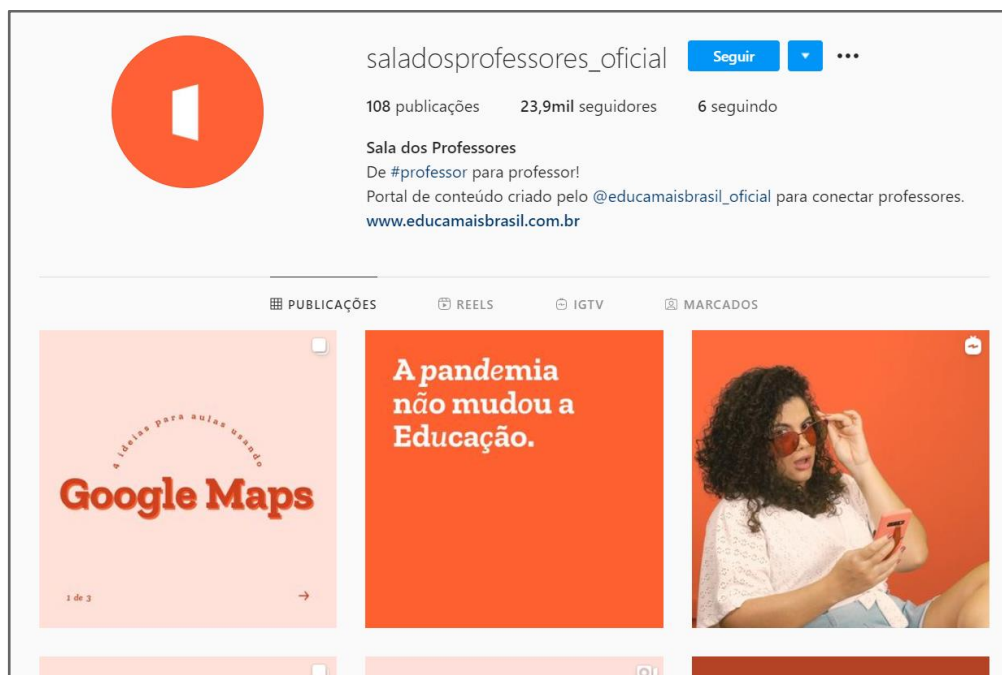 saladosprofessores_oficial Seguir
108 publicações 23,9mil seguidores 6 seguindo
Sala dos Professores
De #professor para professor!
Portal de conteúdo criado pelo @educamaisbrasil_oficial para conectar professores.
www.educamaisbrasil.com.br
PUBLICAÇÕES REELS IGTV MARCADOS
4 ideias para aulas usando
Google Maps
1 de 3
A pandemia
não mudou a
Educação.